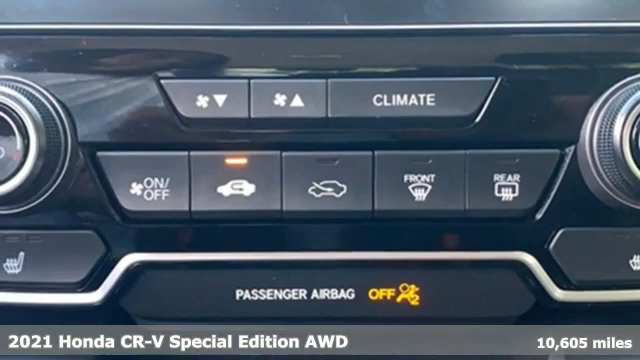 CLIMATE
ON/OFF
FRONT
REAR
PASSENGER AIRBAG OFF
2021 Honda CR-V Special Edition AWD
10,605 miles